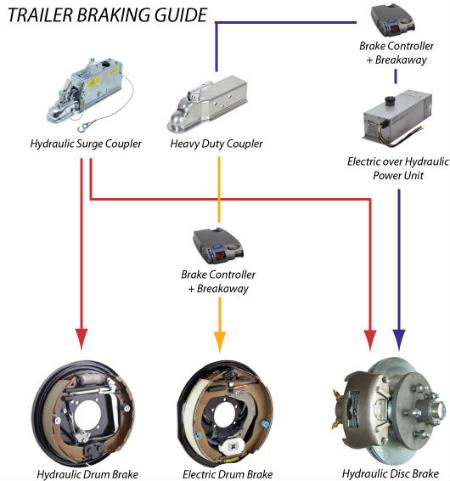 TRAILER BRAKING GUIDE
Brake Controller
+ Breakaway
Hydraulic Surge Coupler
Heavy Duty Coupler
Electric over Hydraulic
Power Unit
Brake Controller
+ Breakaway
Hydraulic Drum Brake
Electric Drum Brake
Hydraulic Disc Brake